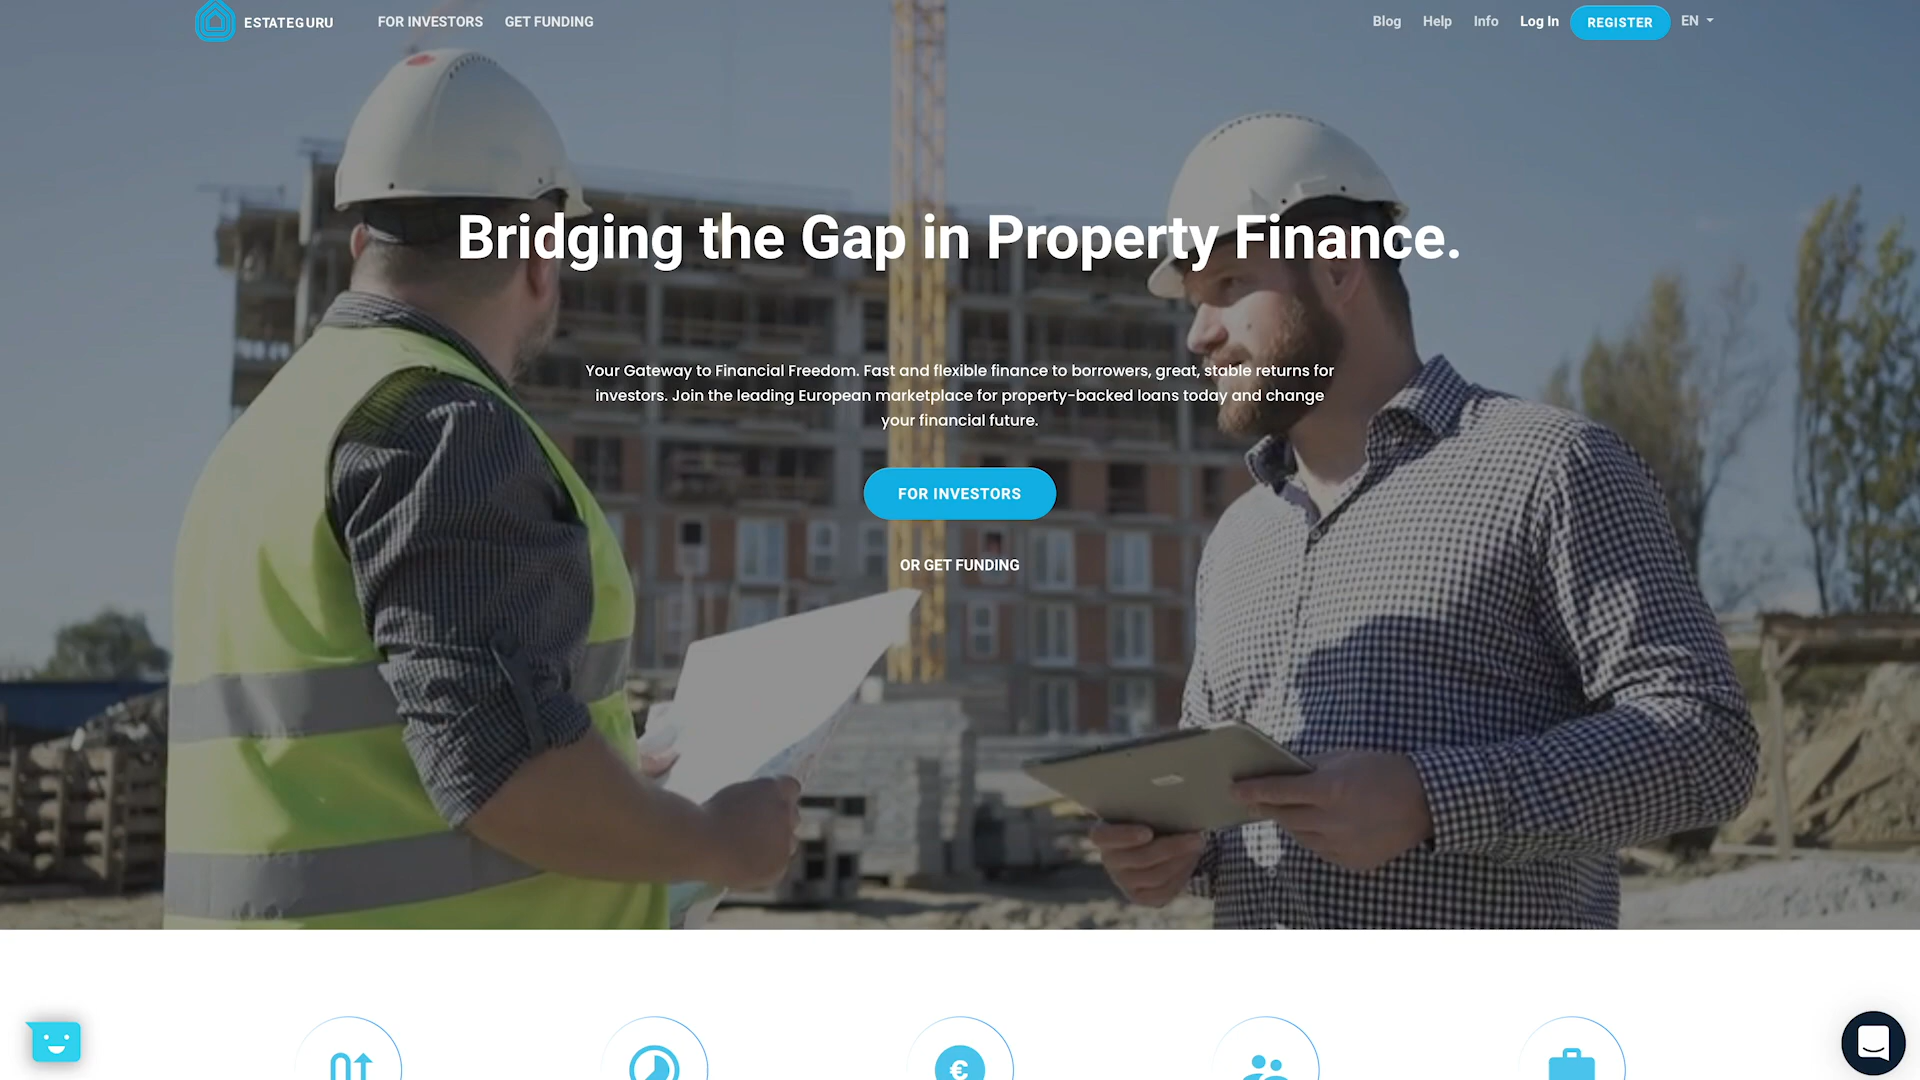 ESTATEGURU
FOR INVESTORS
GET FUNDING
Blog
Help
Info
Log In
REGISTER
EN
Bridging the Gap in Property Finance.
Your Gateway to Financial Freedom. Fast and flexible finance to borrowers, great, stable returns for
investors. Join the leading European marketplace for property-backed loans today and change
your financial future.
FOR INVESTORS
OR GET FUNDING
€